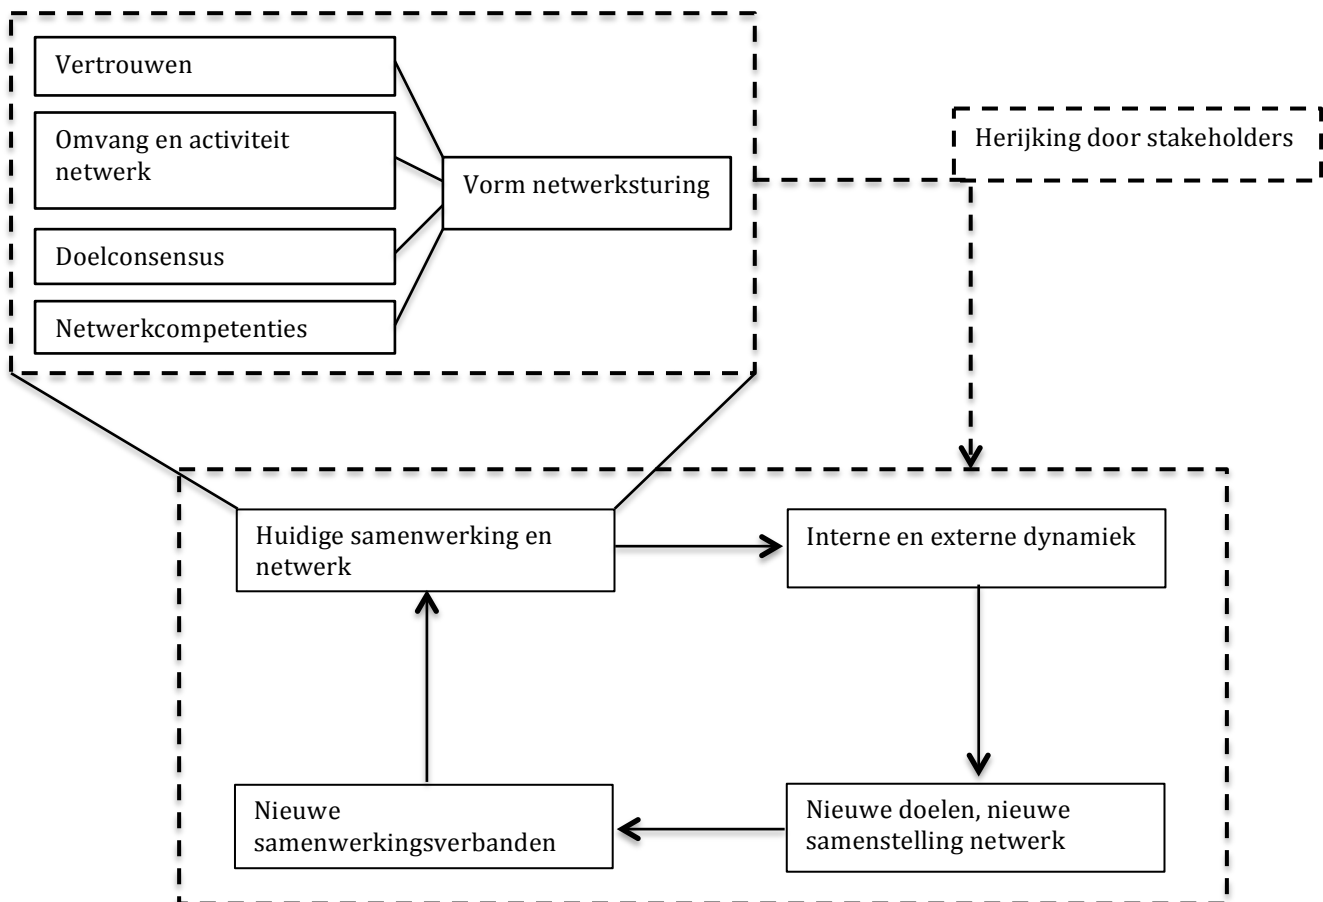 Vertrouwen
Omvang en activiteit
netwerk
Doelconsensus
Netwerkcompetenties
Vorm netwerksturing
Herijking door stakeholders
Huidige samenwerking en
netwerk
Interne en externe dynamiek
Nieuwe
samenwerkingsverbanden
Nieuwe doelen, nieuwe
samenstelling netwerk